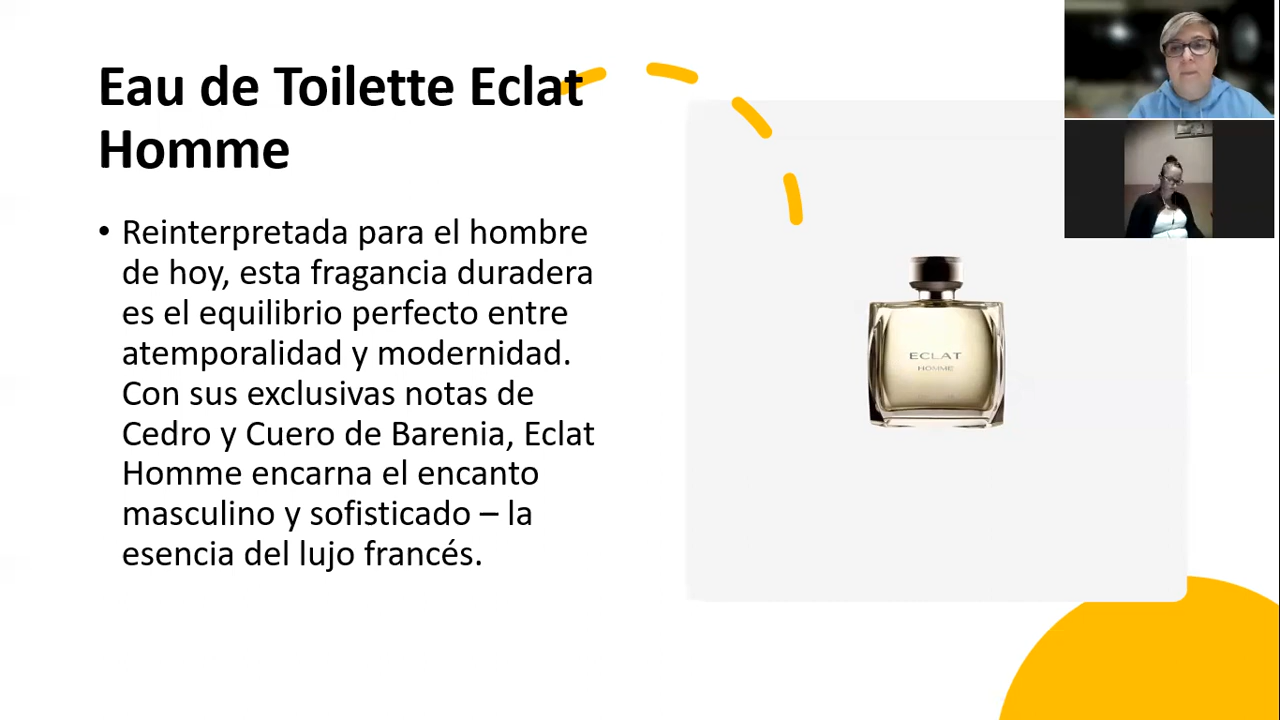 Eau de Toilette Eclat
Homme
• Reinterpretada para el hombre
de hoy, esta fragancia duradera
es el equilibrio perfecto entre
atemporalidad y modernidad.
Con sus exclusivas notas de
Cedro y Cuero de Barenia, Eclat
Homme encarna el encanto
masculino y sofisticado – la
esencia del lujo francés.
ECLAT
HOMME